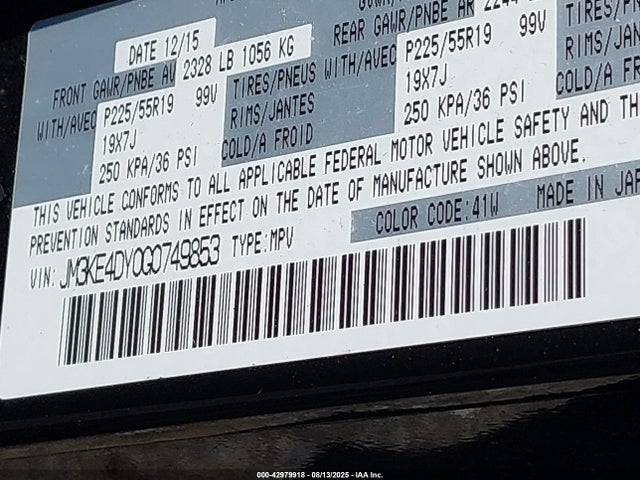 DATE 12/15
FRONT GAWR/PNBE AV 2328 LB 1056 KG
WITH/AVEC P225/55R19 99V TIRES/PNEUS
19X7J RIMS/JANTES
250 KPA/36 PSI COLD/A FROID
REAR GAWR/PNBE AR
WITH/AVEC P225/55R19 99V TIRES/PNE
19X7J RIMS/JAN
250 KPA/36 PSI COLD/A FR
THIS VEHICLE CONFORMS TO ALL APPLICABLE FEDERAL MOTOR VEHICLE SAFETY AND TH
PREVENTION STANDARDS IN EFFECT ON THE DATE OF MANUFACTURE SHOWN ABOVE.
COLOR CODE:41W MADE IN JAP
VIN: JM3KE4DY0G0749853 TYPE:MPV
000-42979918 - 08/13/2025 - IAA Inc.